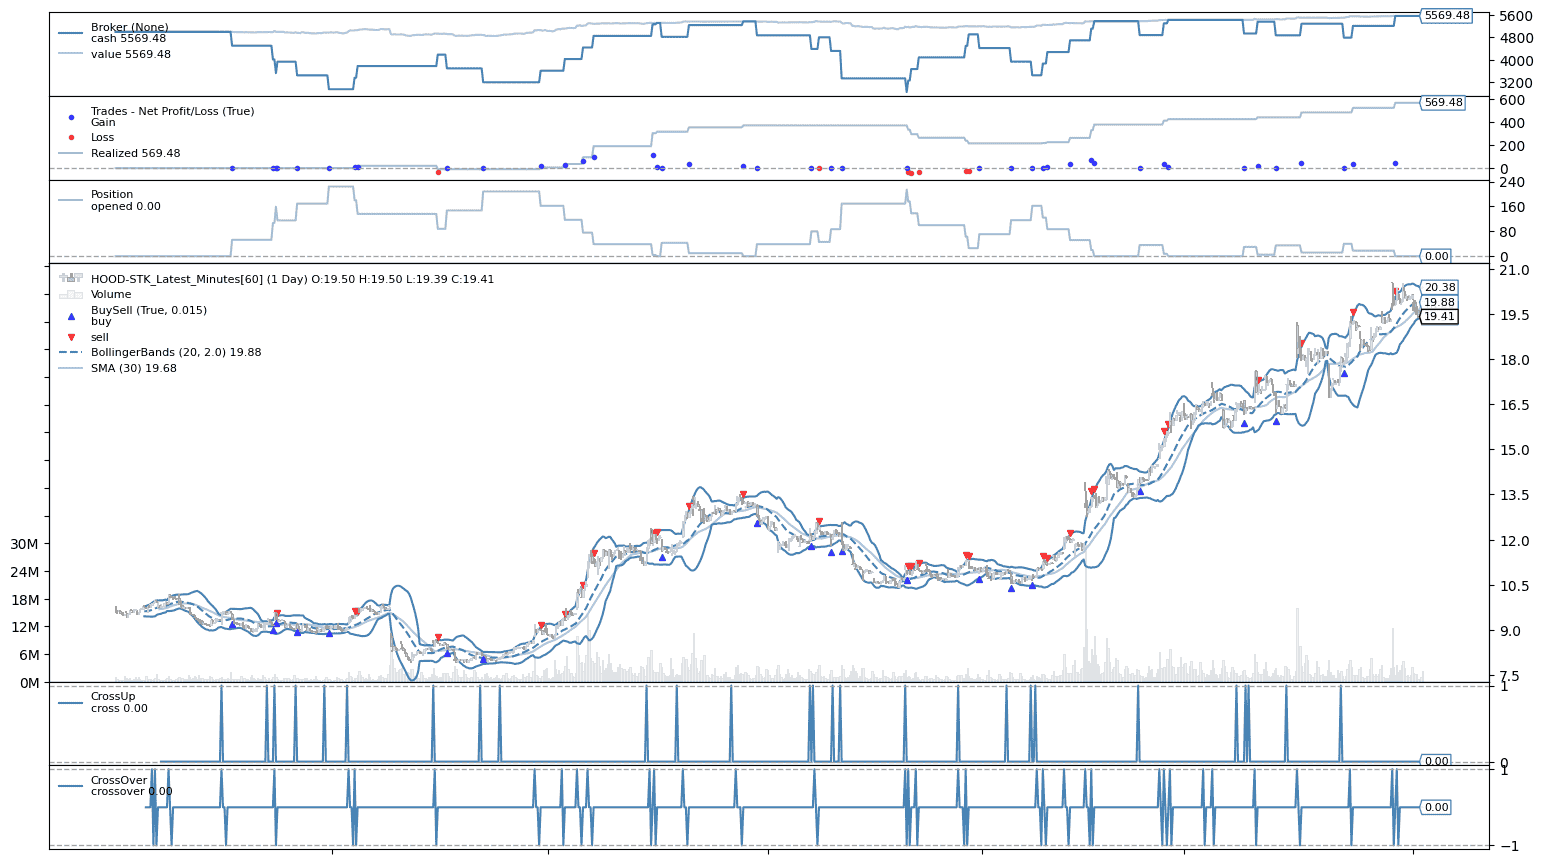 Broker (None)
cash 5569.48
value 5569.48
5569.48
5600
4800
4000
3200
Trades - Net Profit/Loss (True)
Gain
Loss
Realized 569.48
569.48
600
400
200
0
Position
opened 0.00
240
160
80
0
0.00
HOOD-STK_Latest_Minutes[60] (1 Day) O:19.50 H:19.50 L:19.39 C:19.41
Volume
BuySell (True, 0.015)
buy
sell
BollingerBands (20, 2.0) 19.88
SMA (30) 19.68
20.38
19.88
19.41
21.0
19.5
18.0
16.5
15.0
13.5
12.0
10.5
9.0
7.5
30M
24M
18M
12M
6M
0M
CrossUp
cross 0.00
1
0
0.00
CrossOver
crossover 0.00
1
0.00
−1